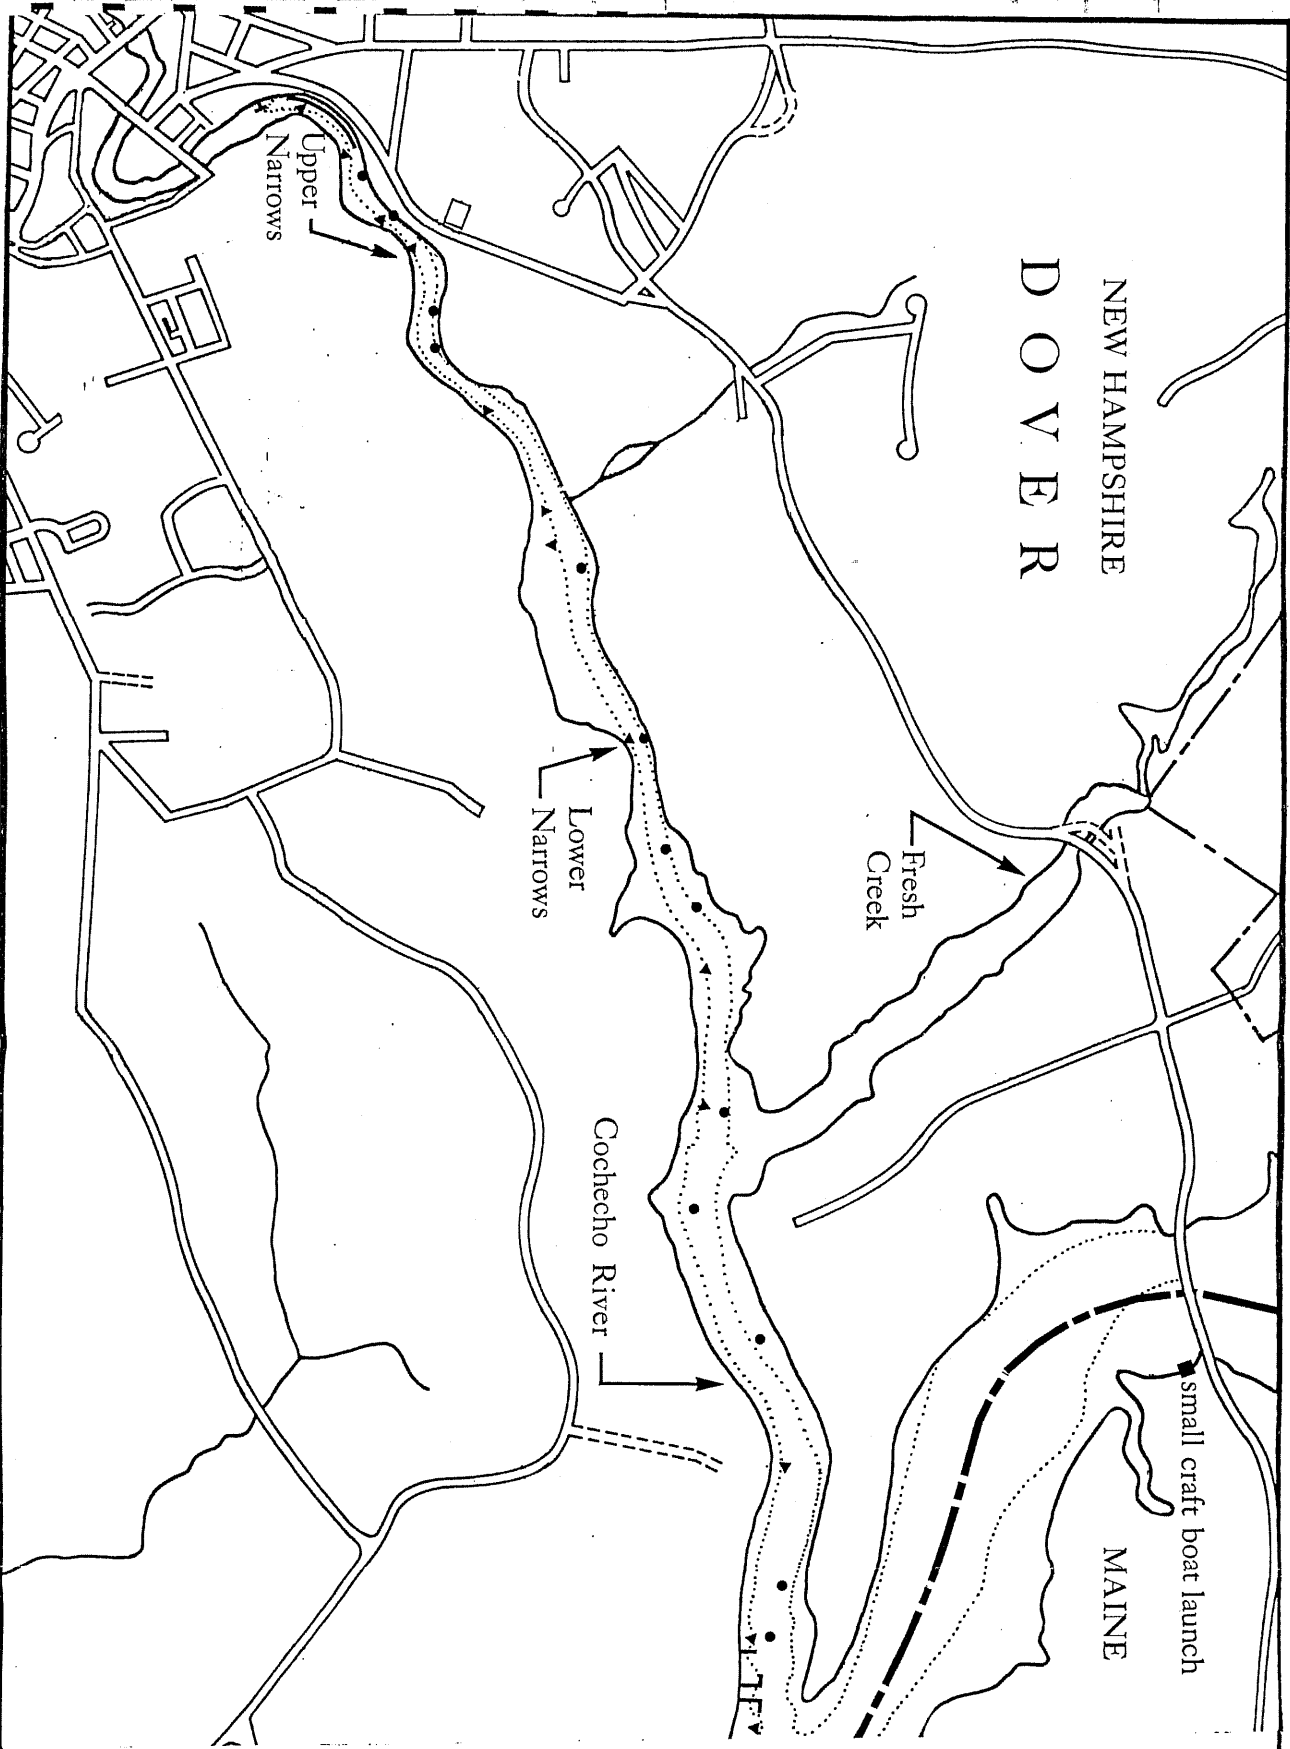 NEW HAMPSHIRE
DOVER
Upper
Narrows
Fresh
Creek
Lower
Narrows
Cochecho River
small craft boat launch
MAINE